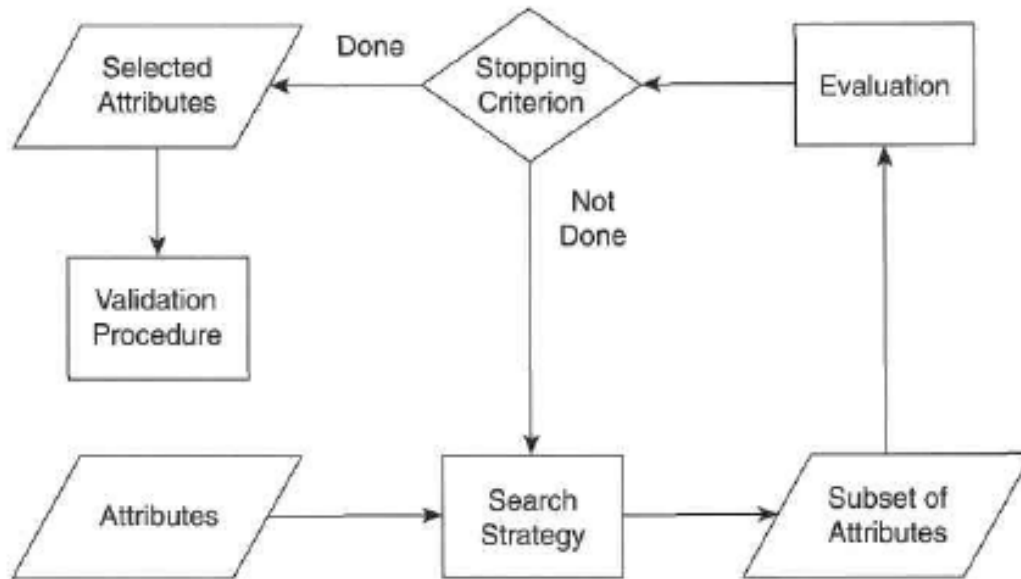 Done
Selected
Attributes
Stopping
Criterion
Evaluation
Not
Done
Validation
Procedure
Attributes
Search
Strategy
Subset of
Attributes